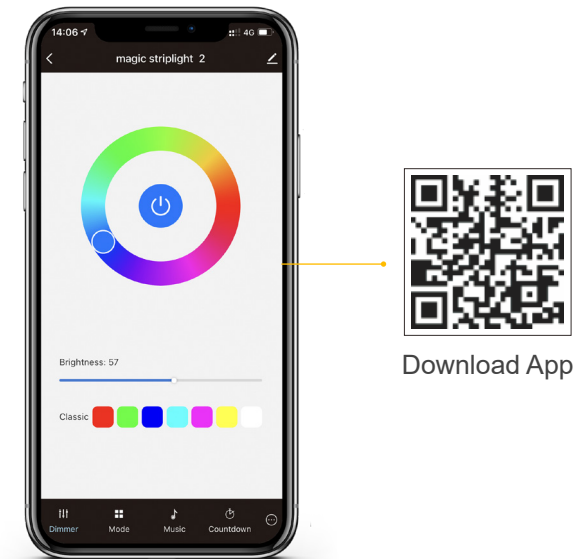 14:06 4G
magic striplight 2
Brightness: 57
Classic
Dimmer Mode Music Countdown
Download App